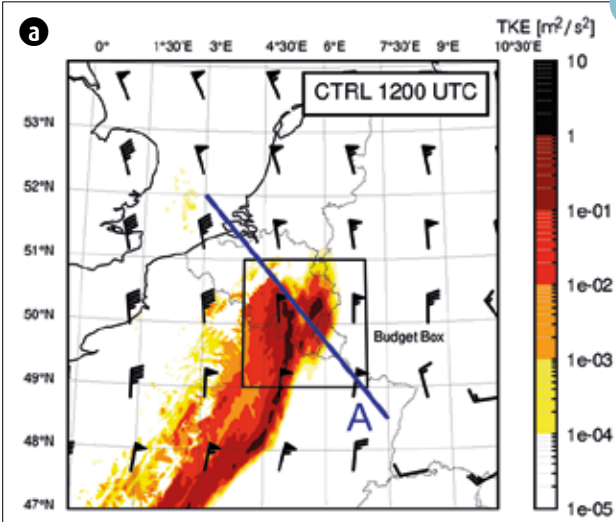 a
TKE [m²/s²]
0° 1°30'E 3°E 4°30'E 6°E 7°30'E 9°E 10°30'E
CTRL 1200 UTC
10
53°N
1
52°N
1e-01
51°N
1e-02
50°N
Budget Box
1e-03
49°N
A
1e-04
48°N
47°N
1e-05